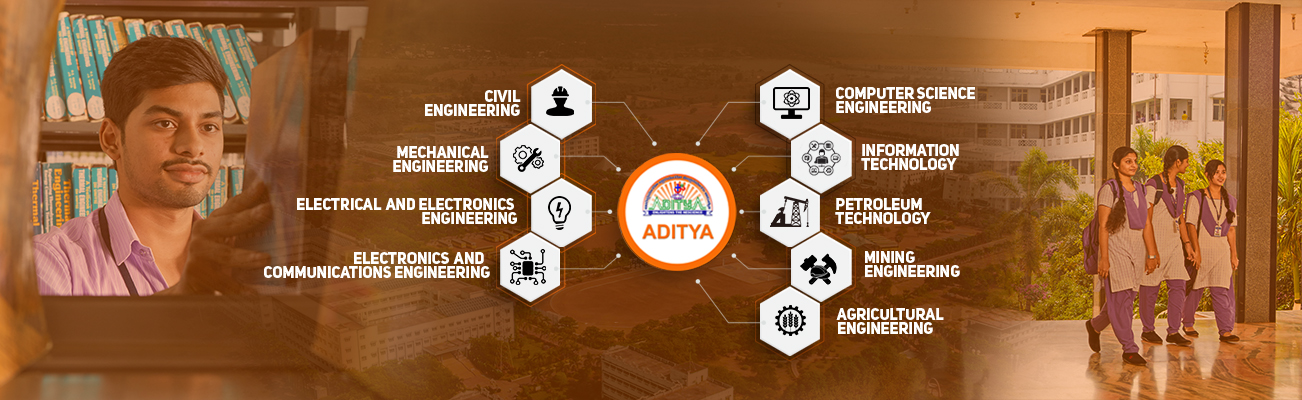 CIVIL
ENGINEERING
MECHANICAL
ENGINEERING
ELECTRICAL AND ELECTRONICS
ENGINEERING
ELECTRONICS AND
COMMUNICATIONS ENGINEERING
ADITYA
ENLIGHTENS THE NESCIENCE
ADITYA
COMPUTER SCIENCE
ENGINEERING
INFORMATION
TECHNOLOGY
PETROLEUM
TECHNOLOGY
MINING
ENGINEERING
AGRICULTURAL
ENGINEERING